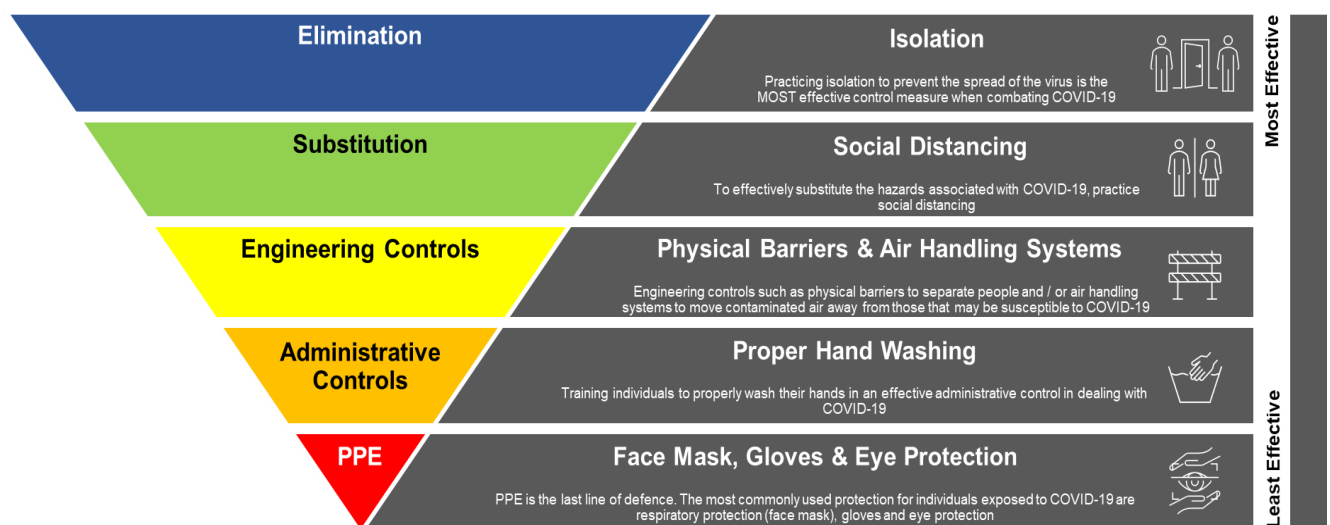 Elimination
Isolation
Practicing isolation to prevent the spread of the virus is the
MOST effective control measure when combating COVID-19
Substitution
Social Distancing
To effectively substitute the hazards associated with COVID-19, practice
social distancing
Engineering Controls
Physical Barriers & Air Handling Systems
Engineering controls such as physical barriers to separate people and / or air handling
systems to move contaminated air away from those that may be susceptible to COVID-19
Administrative
Controls
Proper Hand Washing
Training individuals to properly wash their hands in an effective administrative control in dealing with
COVID-19
PPE
Face Mask, Gloves & Eye Protection
PPE is the last line of defence. The most commonly used protection for individuals exposed to COVID-19 are
respiratory protection (face mask), gloves and eye protection
Most Effective
Least Effective